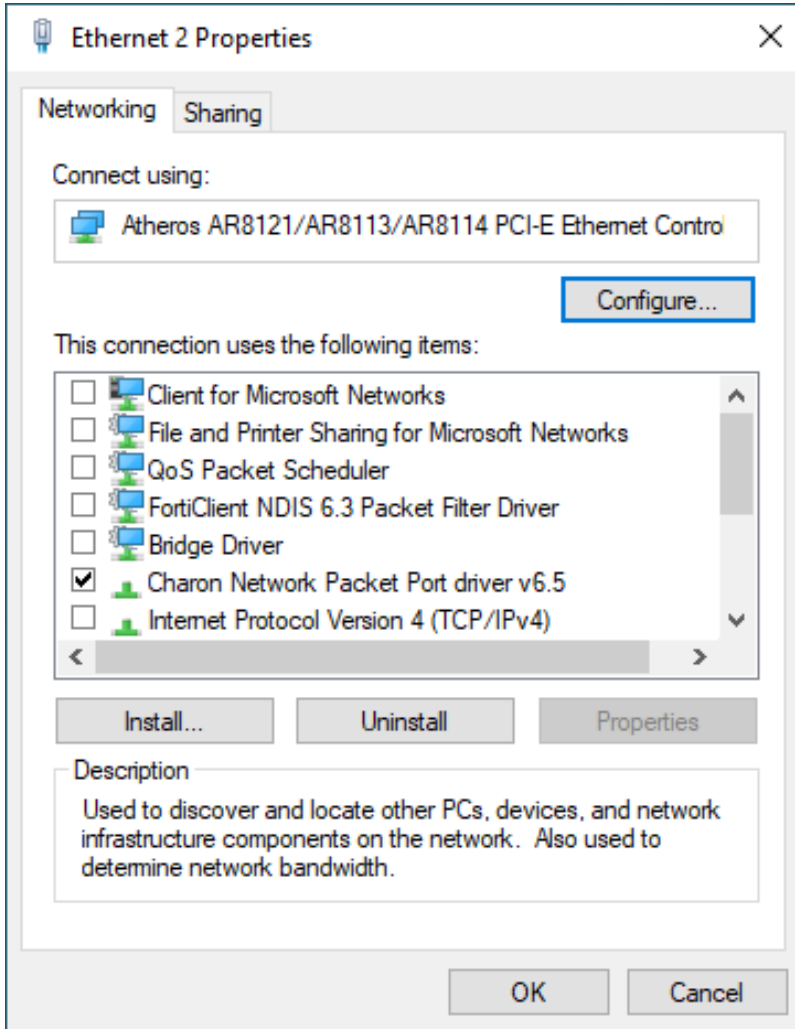 Ethernet 2 Properties
Networking
Sharing
Connect using:
Atheros AR8121/AR8113/AR8114 PCI-E Ethernet Control
Configure...
This connection uses the following items:
Client for Microsoft Networks
File and Printer Sharing for Microsoft Networks
QoS Packet Scheduler
FortiClient NDIS 6.3 Packet Filter Driver
Bridge Driver
Charon Network Packet Port driver v6.5
Internet Protocol Version 4 (TCP/IPv4)
Install...
Uninstall
Properties
Description
Used to discover and locate other PCs, devices, and network
infrastructure components on the network.  Also used to
determine network bandwidth.
OK
Cancel